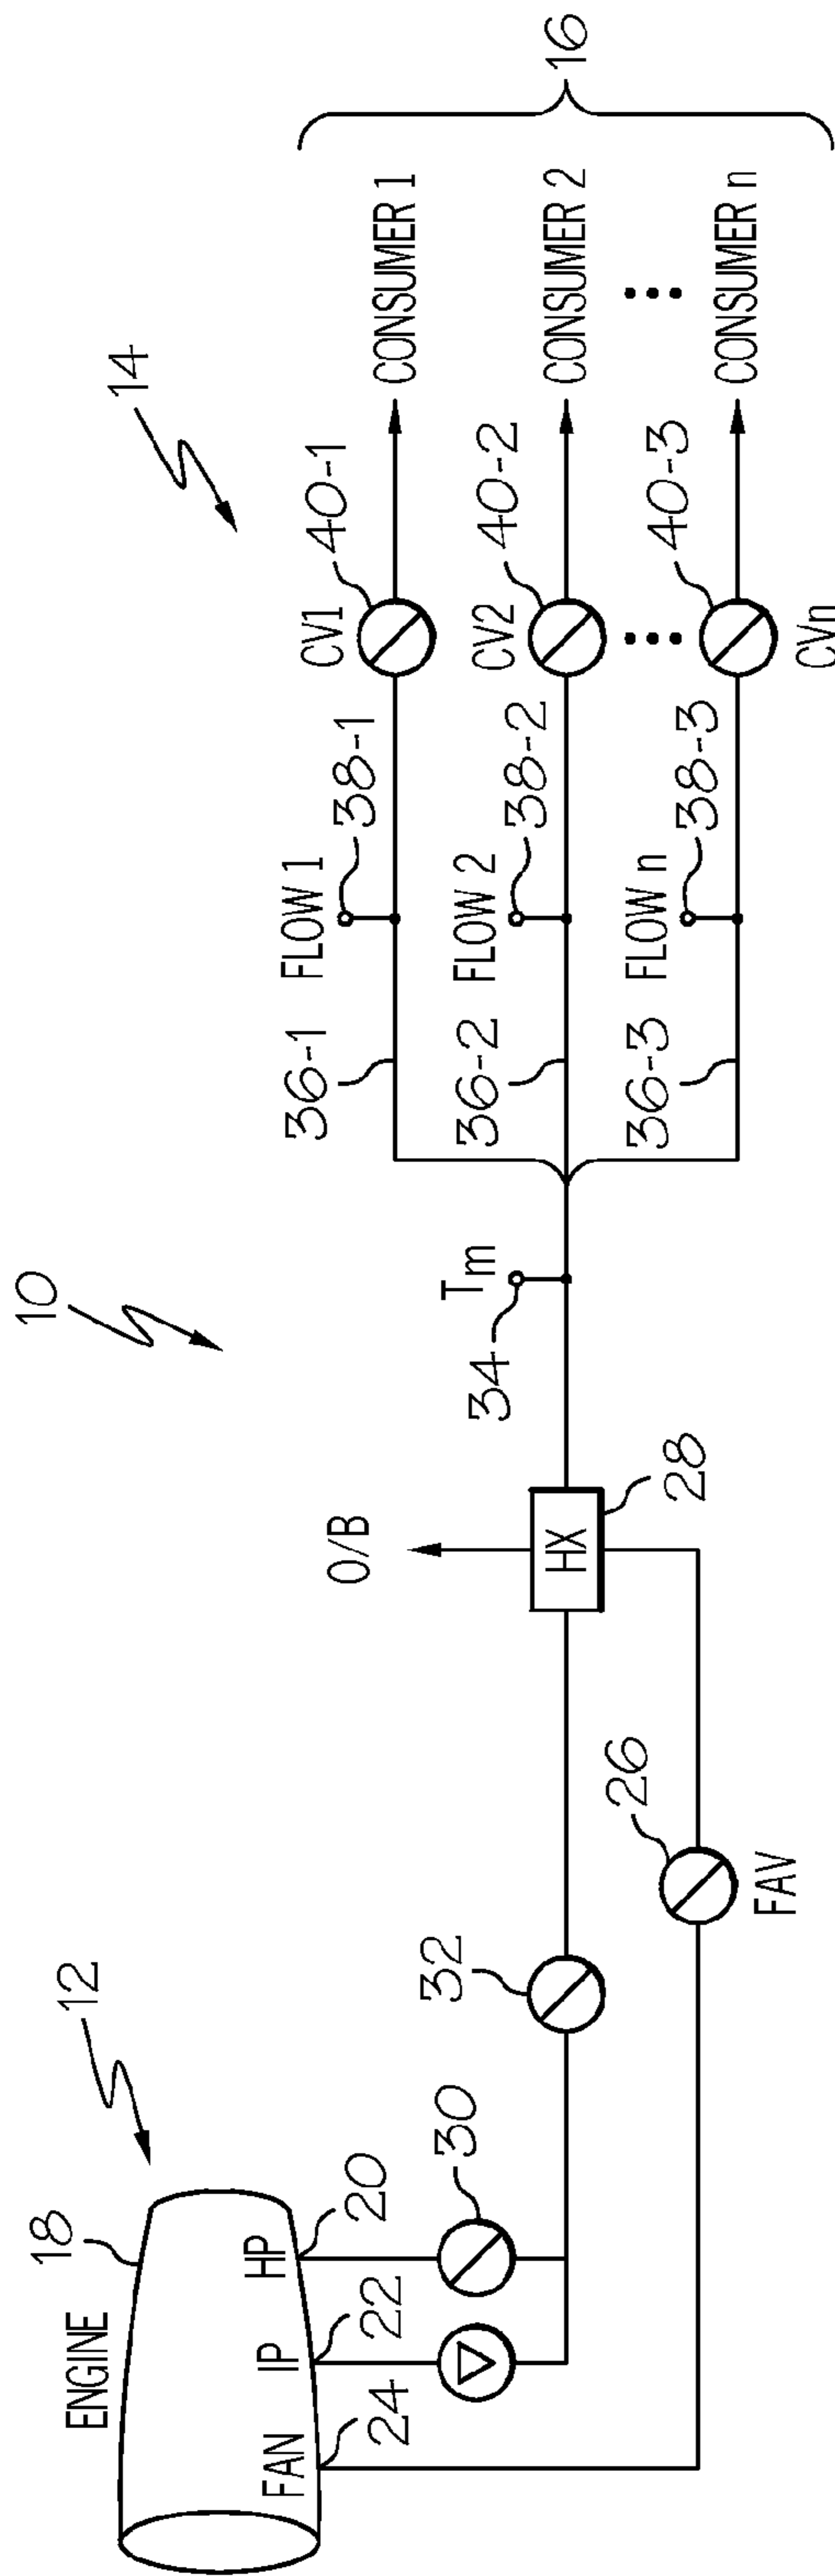 10
12
14
16
ENGINE
18
FAN
IP
HP
24
22
20
30
32
26
FAV
O/B
HX
28
Tm
34
36-1
FLOW 1
38-1
CV1
40-1
CONSUMER 1
36-2
FLOW 2
38-2
CV2
40-2
CONSUMER 2
36-3
FLOW n
38-3
CVn
40-3
CONSUMER n